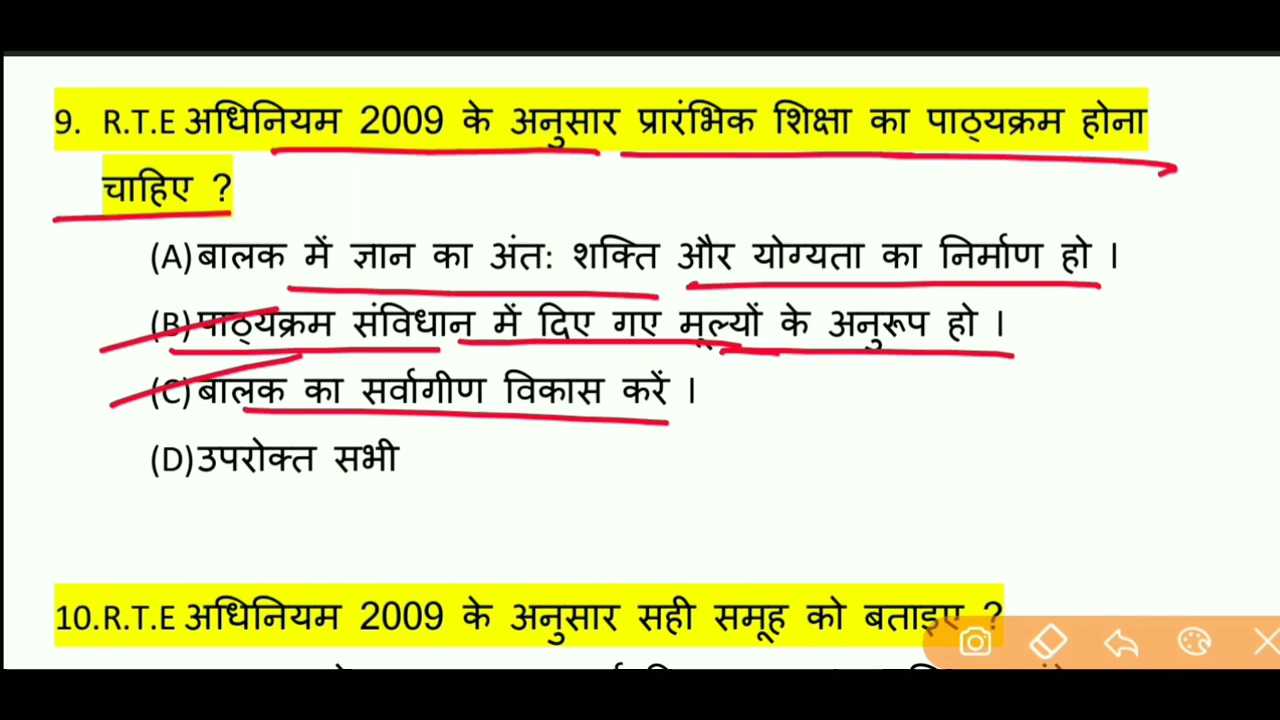 9. R.T.E अधिनियम 2009 के अनुसार प्रारंभिक शिक्षा का पाठ्यक्रम होना
चाहिए ?
(A) बालक में ज्ञान का अंतः शक्ति और योग्यता का निर्माण हो ।
(B) पाठ्यक्रम संविधान में दिए गए मूल्यों के अनुरूप हो ।
(C) बालक का सर्वागीण विकास करें ।
(D) उपरोक्त सभी
10. R.T.E अधिनियम 2009 के अनुसार सही समूह को बताइए ?